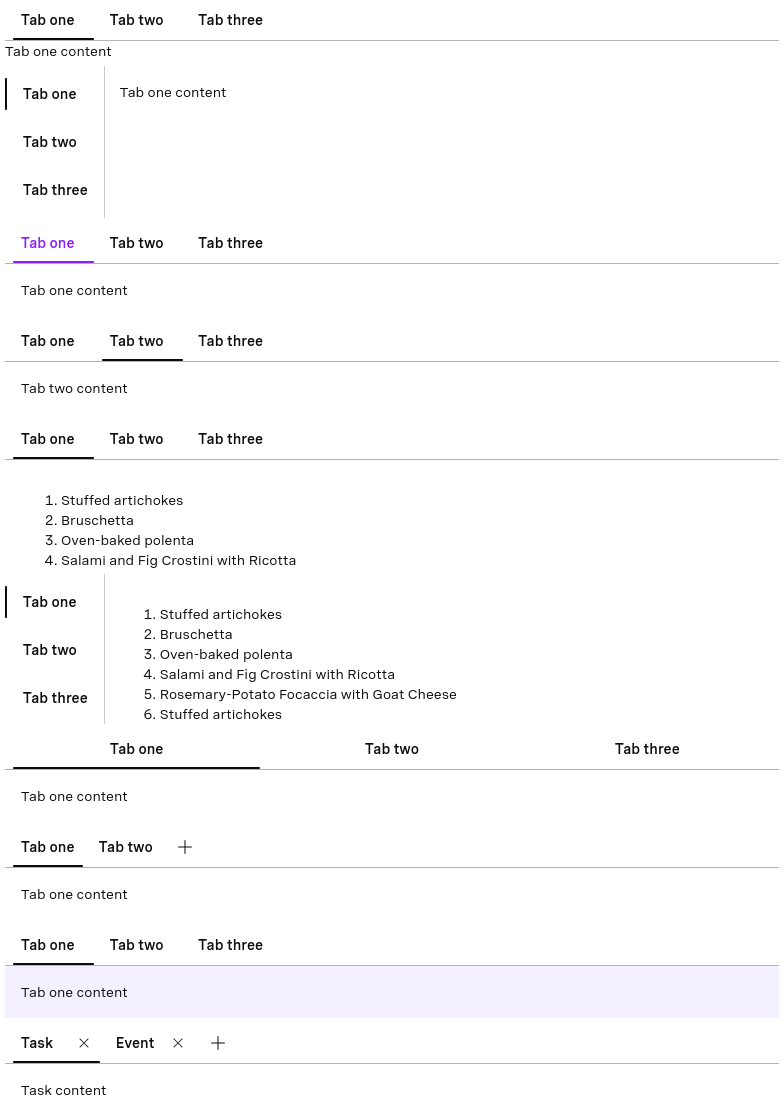 Tab one Tab two Tab three
Tab one content
Tab one
Tab one content
Tab two
Tab three
Tab one Tab two Tab three
Tab one content
Tab one Tab two Tab three
Tab two content
Tab one Tab two Tab three
1. Stuffed artichokes
2. Bruschetta
3. Oven-baked polenta
4. Salami and Fig Crostini with Ricotta
Tab one
Tab two
Tab three
1. Stuffed artichokes
2. Bruschetta
3. Oven-baked polenta
4. Salami and Fig Crostini with Ricotta
5. Rosemary-Potato Focaccia with Goat Cheese
6. Stuffed artichokes
Tab one Tab two Tab three
Tab one content
Tab one Tab two
Tab one content
Tab one Tab two Tab three
Tab one content
Task Event
Task content